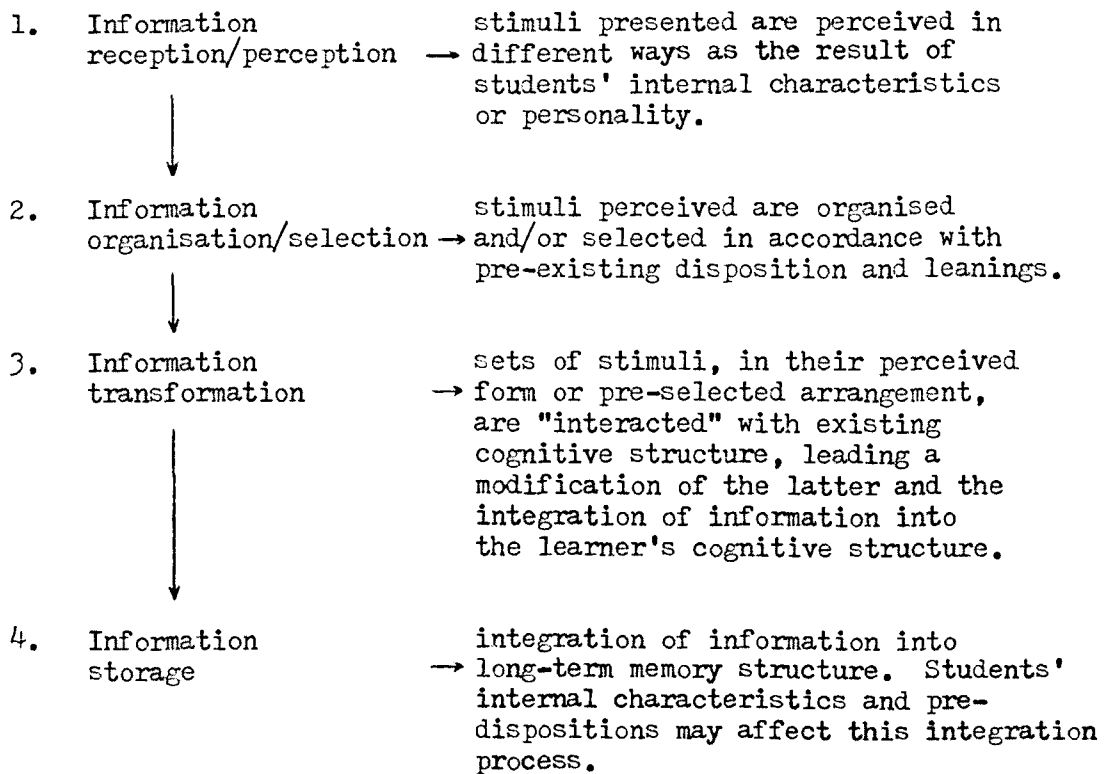 1. Information stimuli presented are perceived in
reception/perception → different ways as the result of
students' internal characteristics
or personality.
2. Information stimuli perceived are organised
organisation/selection → and/or selected in accordance with
pre-existing disposition and leanings.
3. Information sets of stimuli, in their perceived
transformation → form or pre-selected arrangement,
are "interacted" with existing
cognitive structure, leading a
modification of the latter and the
integration of information into
the learner's cognitive structure.
4. Information integration of information into
storage → long-term memory structure. Students'
internal characteristics and pre-
dispositions may affect this integration
process.